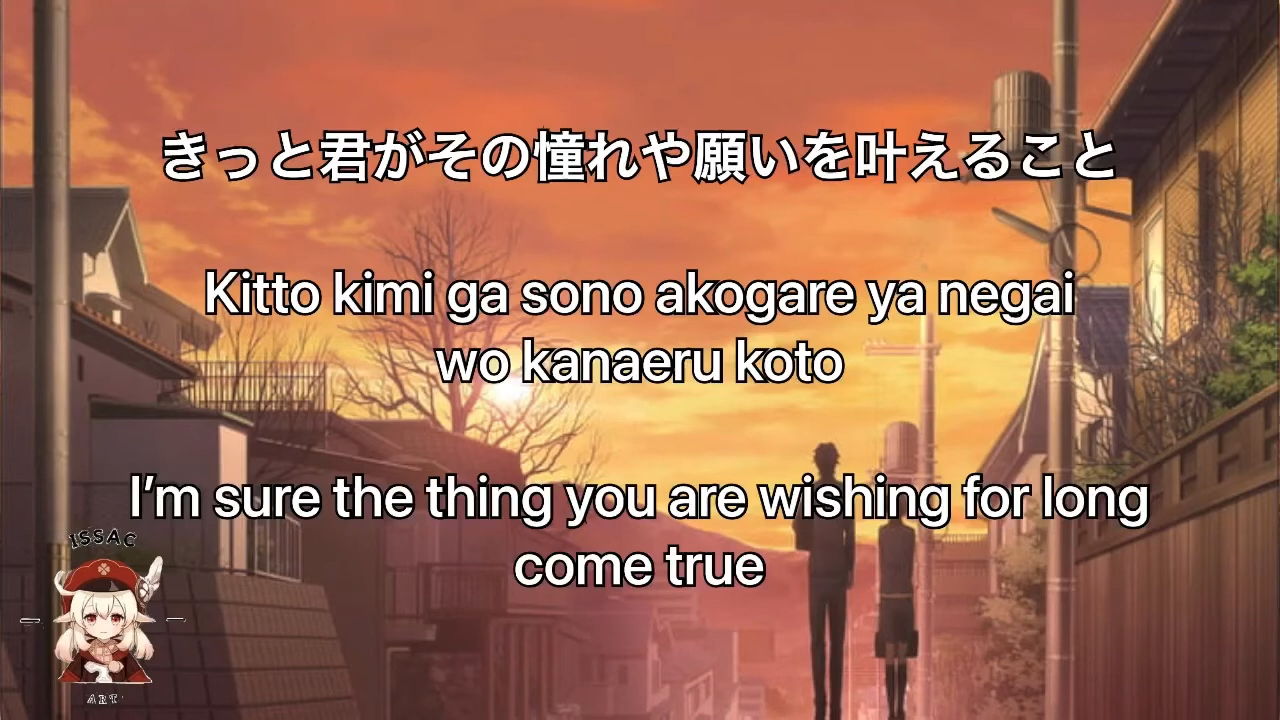 きっと君がその憧れや願いを叶えること
Kitto kimi ga sono akogare ya negai
wo kanaeru koto
I'm sure the thing you are wishing for long
come true
ISSAC
ART